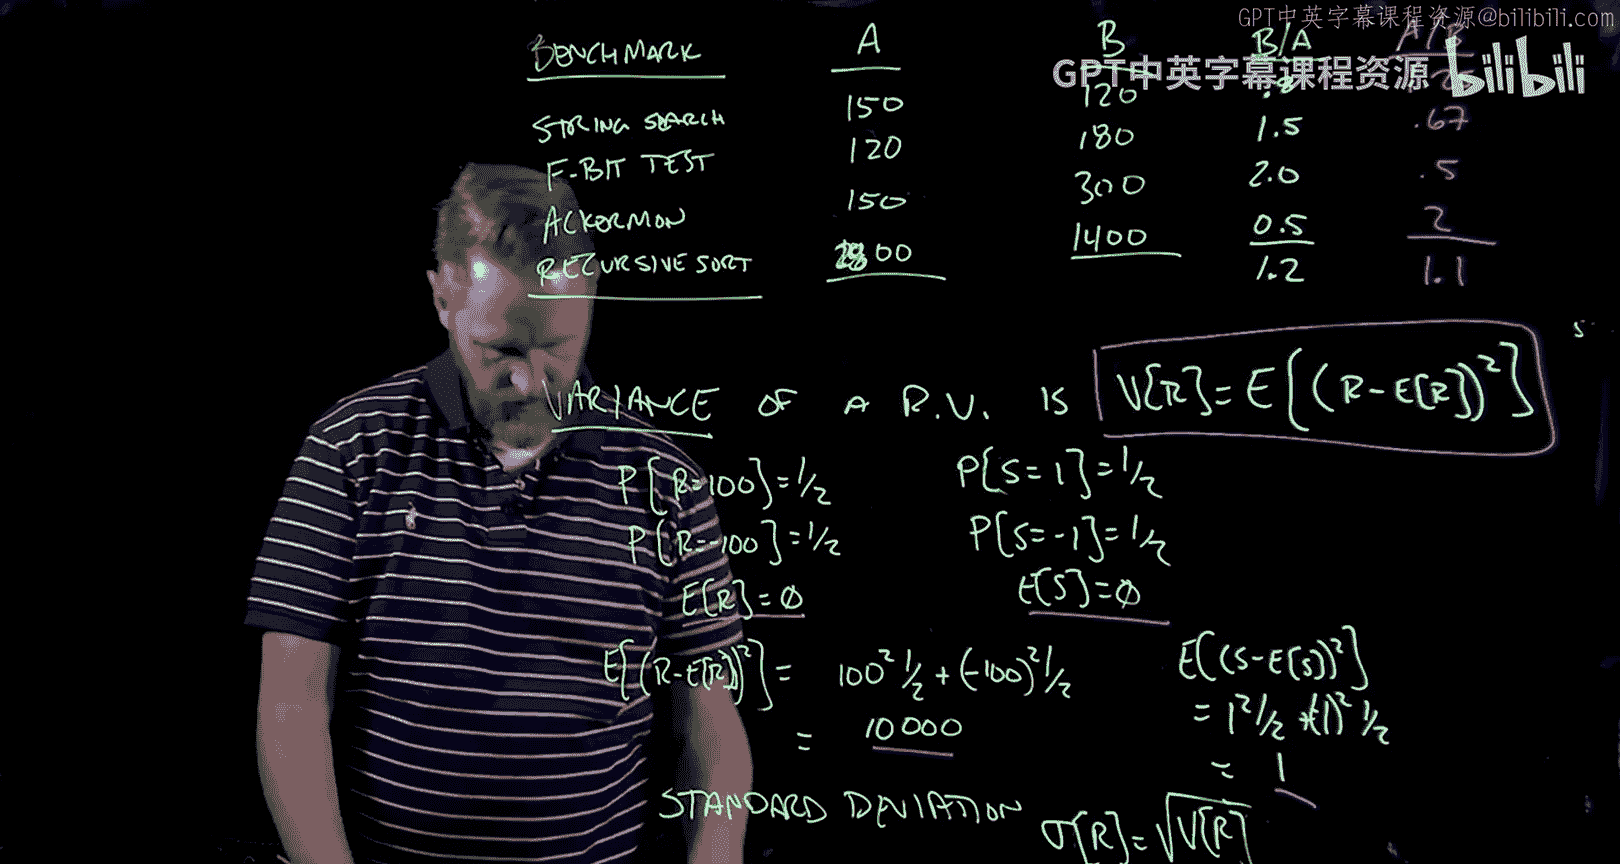 GPT中英字幕课程资源@bilibili.com
BENCHMARK A B B/A A/B
GPT中英字幕课程资源 bilibili
STRING SEARCH 150 120
F-BIT TEST 120 180 1.5 .67
ACKERMON 150 300 2.0 .5
RECURSIVE SORT 00 1400 0.5 2
1.2 1.1
VARIANCE OF A R.V. IS V[R]=E[(R-E[R])²]
P[R=100]=1/2 P[S=1]=1/2
P[R=-100]=1/2 P[S=-1]=1/2
E[R]=0 E[S]=0
E[(R-E[R])²]= 100² 1/2 + (-100)² 1/2 E[(S-E[S])²]
= 10000 = 1² 1/2 + (-1)² 1/2
= 1
STANDARD DEVIATION σ[R]=√V[R]